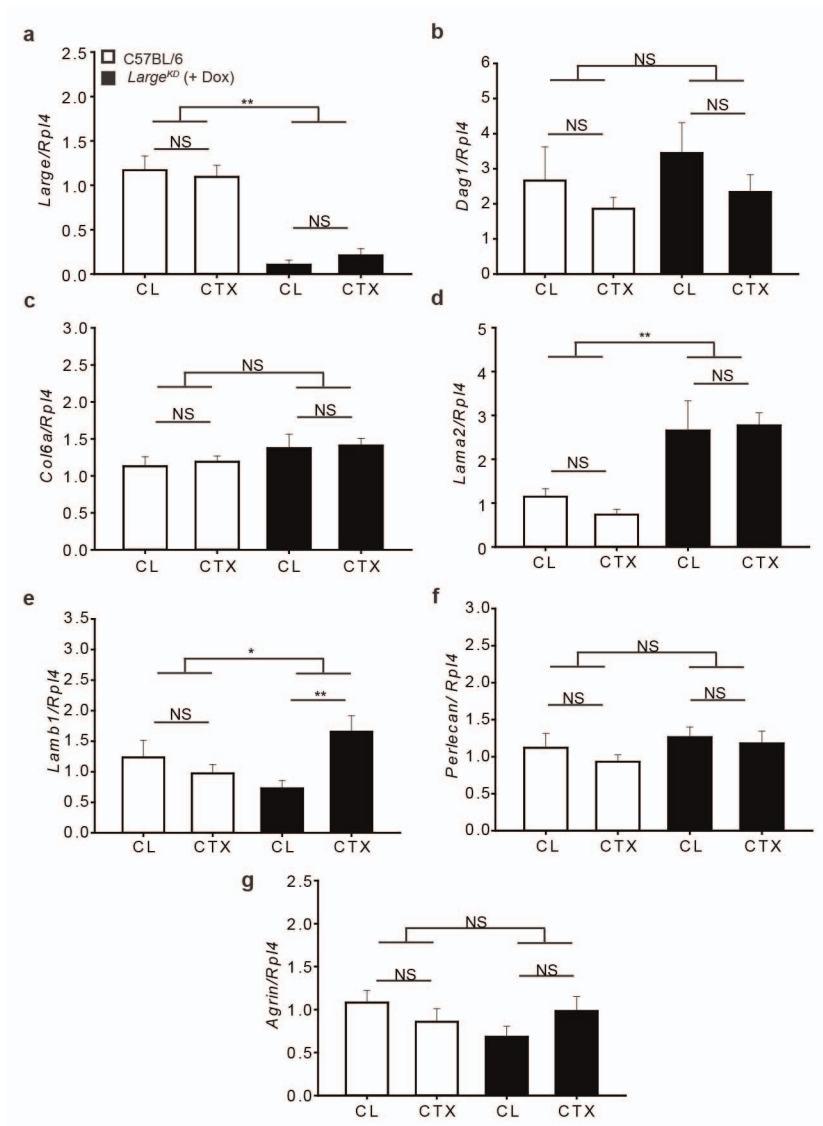 a
C57BL/6
Large^KD (+ Dox)
Large/Rpl4
2.5
2.0
1.5
1.0
0.5
0.0
**
NS
NS
CL CTX CL CTX
b
Dag1/Rpl4
6
5
4
3
2
1
0
NS
NS
NS
CL CTX CL CTX
c
Col6a/Rpl4
3.0
2.5
2.0
1.5
1.0
0.5
0.0
NS
NS
NS
CL CTX CL CTX
d
Lama2/Rpl4
5
4
3
2
1
0
**
NS
NS
CL CTX CL CTX
e
Lamb1/Rpl4
3.5
3.0
2.5
2.0
1.5
1.0
0.5
0.0
*
**
NS
CL CTX CL CTX
f
Perlecan/ Rpl4
3.0
2.5
2.0
1.5
1.0
0.5
0.0
NS
NS
NS
CL CTX CL CTX
g
Agrin/Rpl4
2.5
2.0
1.5
1.0
0.5
0.0
NS
NS
NS
CL CTX CL CTX